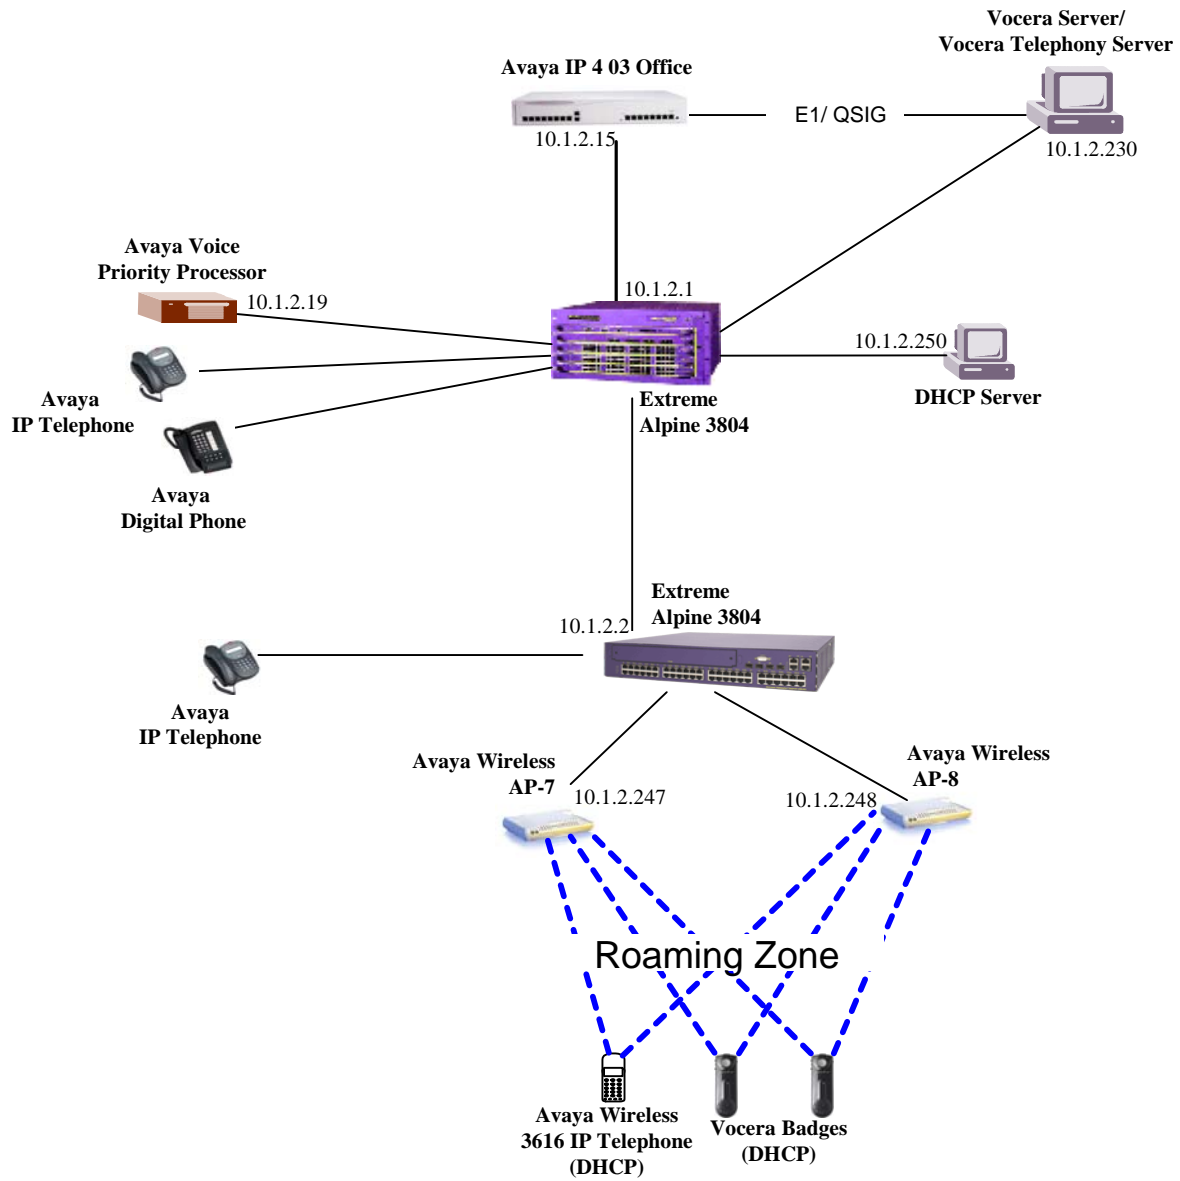 Vocera Server/
Vocera Telephony Server
Avaya IP 4 03 Office
E1/ QSIG
10.1.2.15
10.1.2.230
Avaya Voice
Priority Processor
10.1.2.19
10.1.2.1
10.1.2.250
Avaya
IP Telephone
Extreme
Alpine 3804
DHCP Server
Avaya
Digital Phone
Extreme
Alpine 3804
10.1.2.2
Avaya
IP Telephone
Avaya Wireless
AP-7
Avaya Wireless
AP-8
10.1.2.247
10.1.2.248
Roaming Zone
Avaya Wireless
3616 IP Telephone
(DHCP)
Vocera Badges
(DHCP)